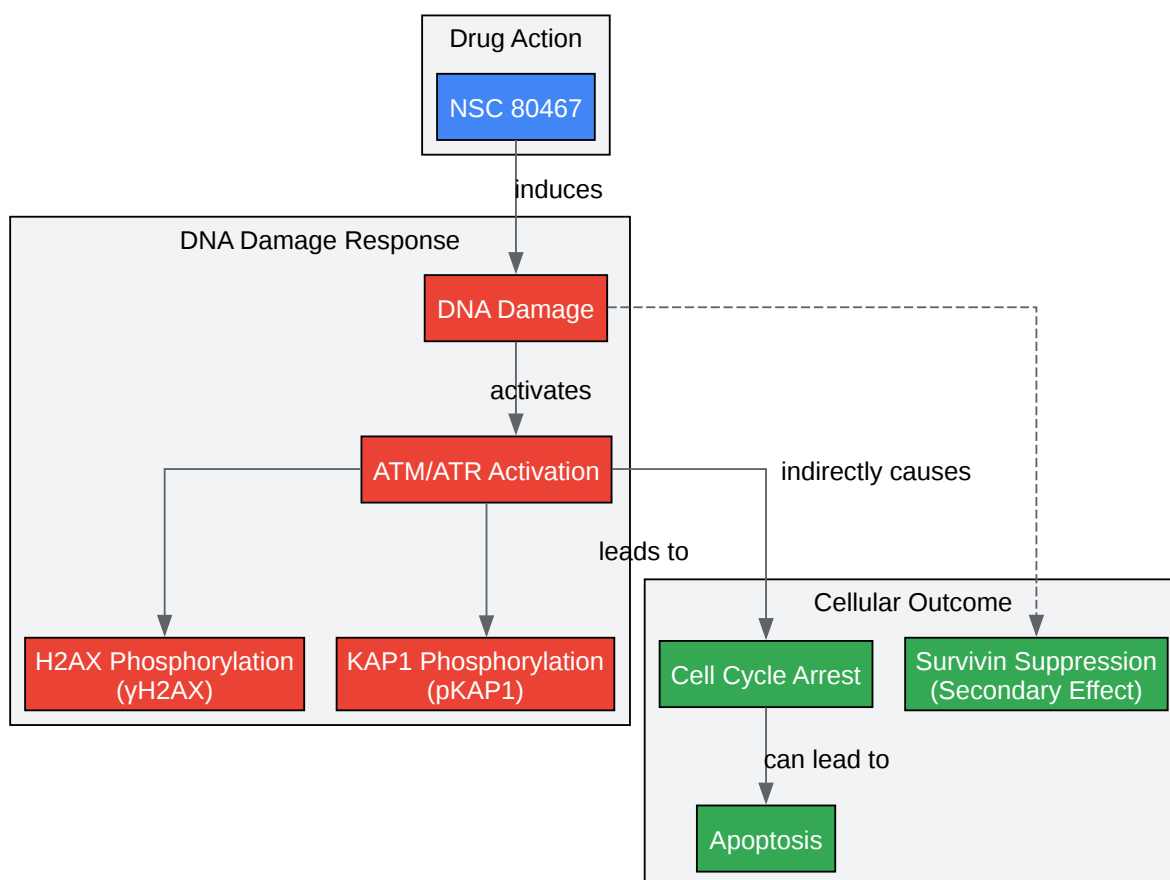 Drug Action
NSC 80467
induces
DNA Damage Response
DNA Damage
activates
ATM/ATR Activation
indirectly causes
leads to
Cellular Outcome
H2AX Phosphorylation
(γH2AX)
KAP1 Phosphorylation
(pKAP1)
Cell Cycle Arrest
Survivin Suppression
(Secondary Effect)
can lead to
Apoptosis